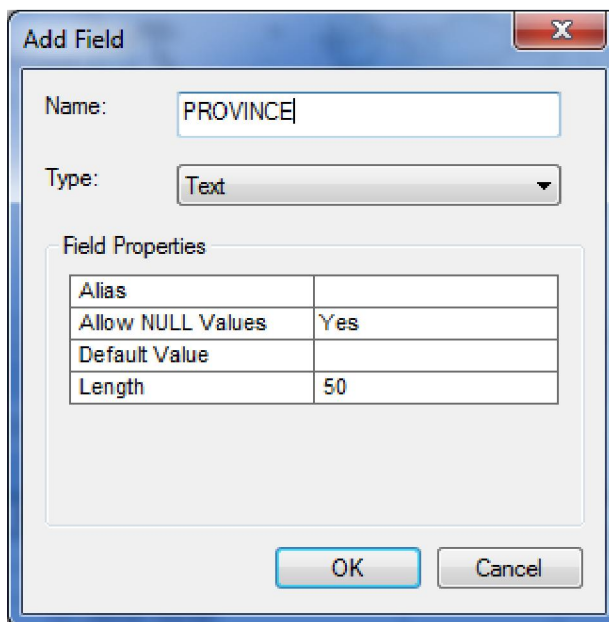 Add Field
Name: PROVINCE
Type: Text
Field Properties
Alias
Allow NULL Values Yes
Default Value
Length 50
OK Cancel